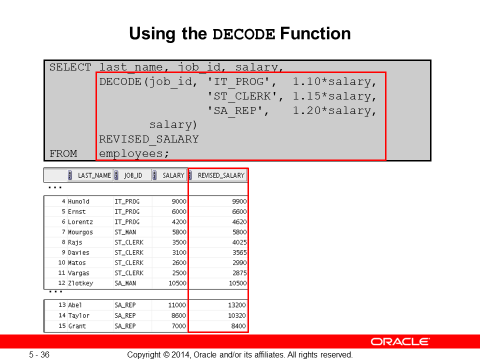 Using the DECODE Function
SELECT last_name, job_id, salary,
DECODE(job_id, 'IT_PROG', 1.10*salary,
'ST_CLERK', 1.15*salary,
'SA_REP', 1.20*salary,
salary)
REVISED_SALARY
FROM employees;
LAST_NAME JOB_ID SALARY REVISED_SALARY
...
4 Hunold IT_PROG 9000 9900
5 Ernst IT_PROG 6000 6600
6 Lorentz IT_PROG 4200 4620
7 Mourgos ST_MAN 5800 5800
8 Rajs ST_CLERK 3500 4025
9 Davies ST_CLERK 3100 3565
10 Matos ST_CLERK 2600 2990
11 Vargas ST_CLERK 2500 2875
12 Zlotkey SA_MAN 10500 10500
...
13 Abel SA_REP 11000 13200
14 Taylor SA_REP 8600 10320
15 Grant SA_REP 7000 8400
ORACLE
5 - 36 Copyright © 2014, Oracle and/or its affiliates. All rights reserved.